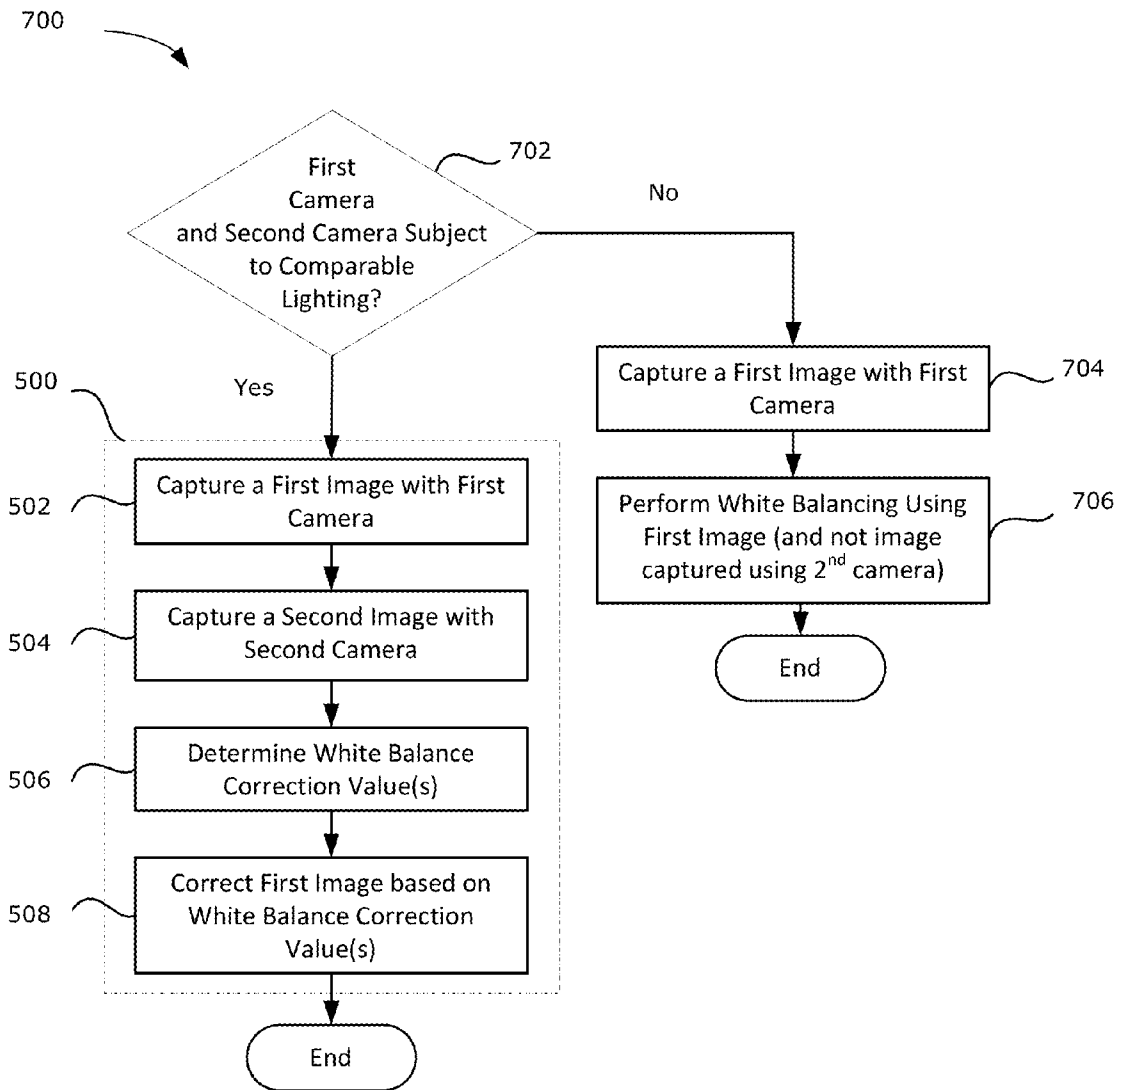 700
702
First
Camera
and Second Camera Subject
to Comparable
Lighting?
No
Yes
500
502
Capture a First Image with First
Camera
504
Capture a Second Image with
Second Camera
506
Determine White Balance
Correction Value(s)
508
Correct First Image based on
White Balance Correction
Value(s)
End
Capture a First Image with First
Camera
704
Perform White Balancing Using
First Image (and not image
captured using 2nd camera)
706
End